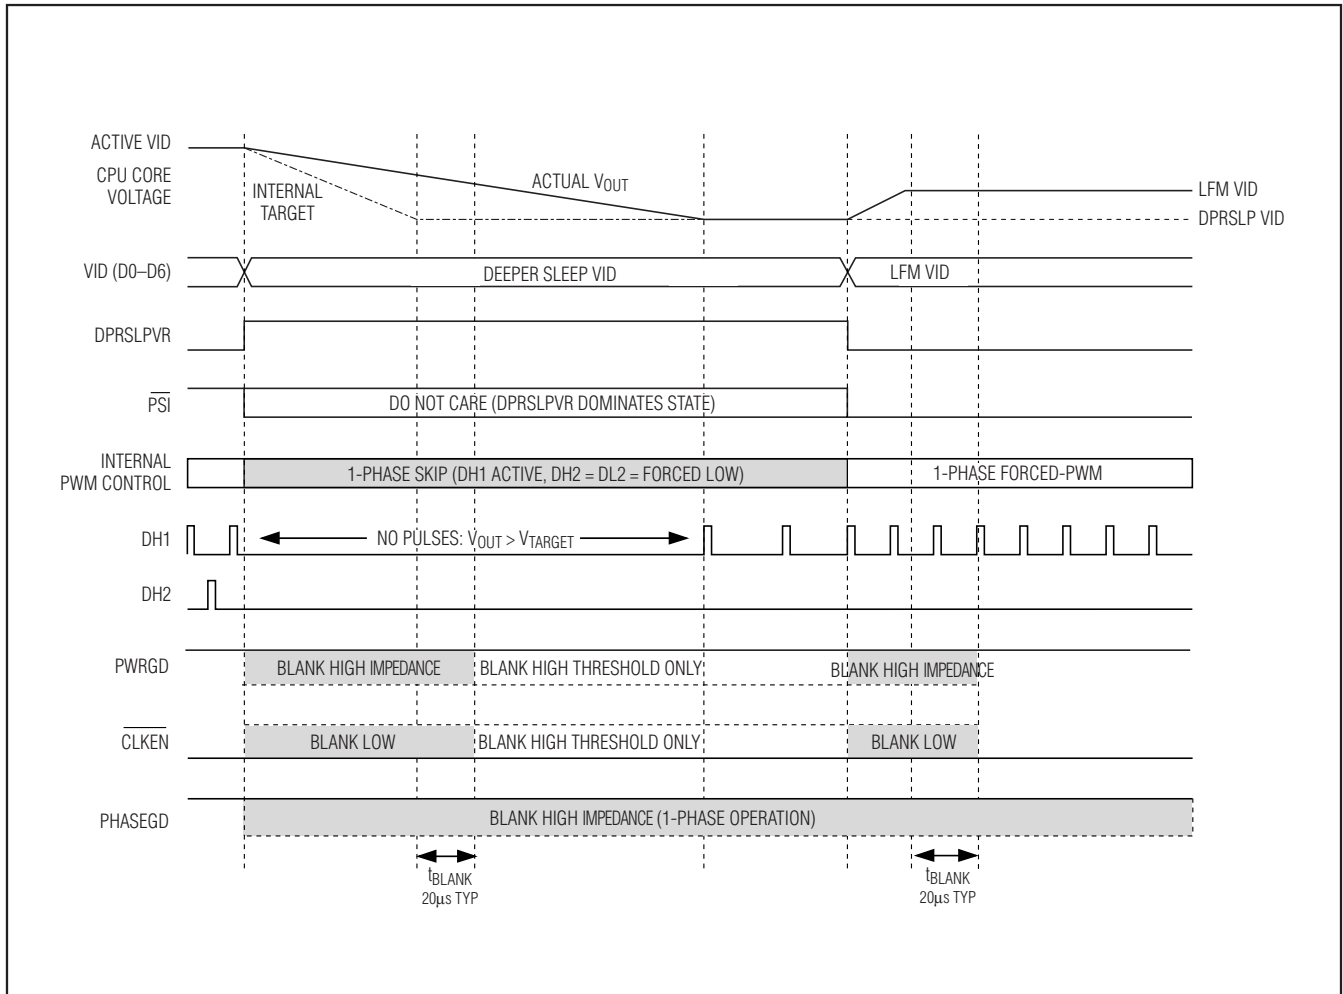 ACTIVE VID
CPU CORE
VOLTAGE
INTERNAL
TARGET
ACTUAL VOUT
LFM VID
DPRSLP VID
VID (D0–D6)
DEEPER SLEEP VID
LFM VID
DPRSLPVR
PSI
DO NOT CARE (DPRSLPVR DOMINATES STATE)
INTERNAL
PWM CONTROL
1-PHASE SKIP (DH1 ACTIVE, DH2 = DL2 = FORCED LOW)
1-PHASE FORCED-PWM
DH1
NO PULSES: VOUT > VTARGET
DH2
PWRGD
BLANK HIGH IMPEDANCE
BLANK HIGH THRESHOLD ONLY
BLANK HIGH IMPEDANCE
CLKEN
BLANK LOW
BLANK HIGH THRESHOLD ONLY
BLANK LOW
PHASEGD
BLANK HIGH IMPEDANCE (1-PHASE OPERATION)
tBLANK
20µs TYP
tBLANK
20µs TYP